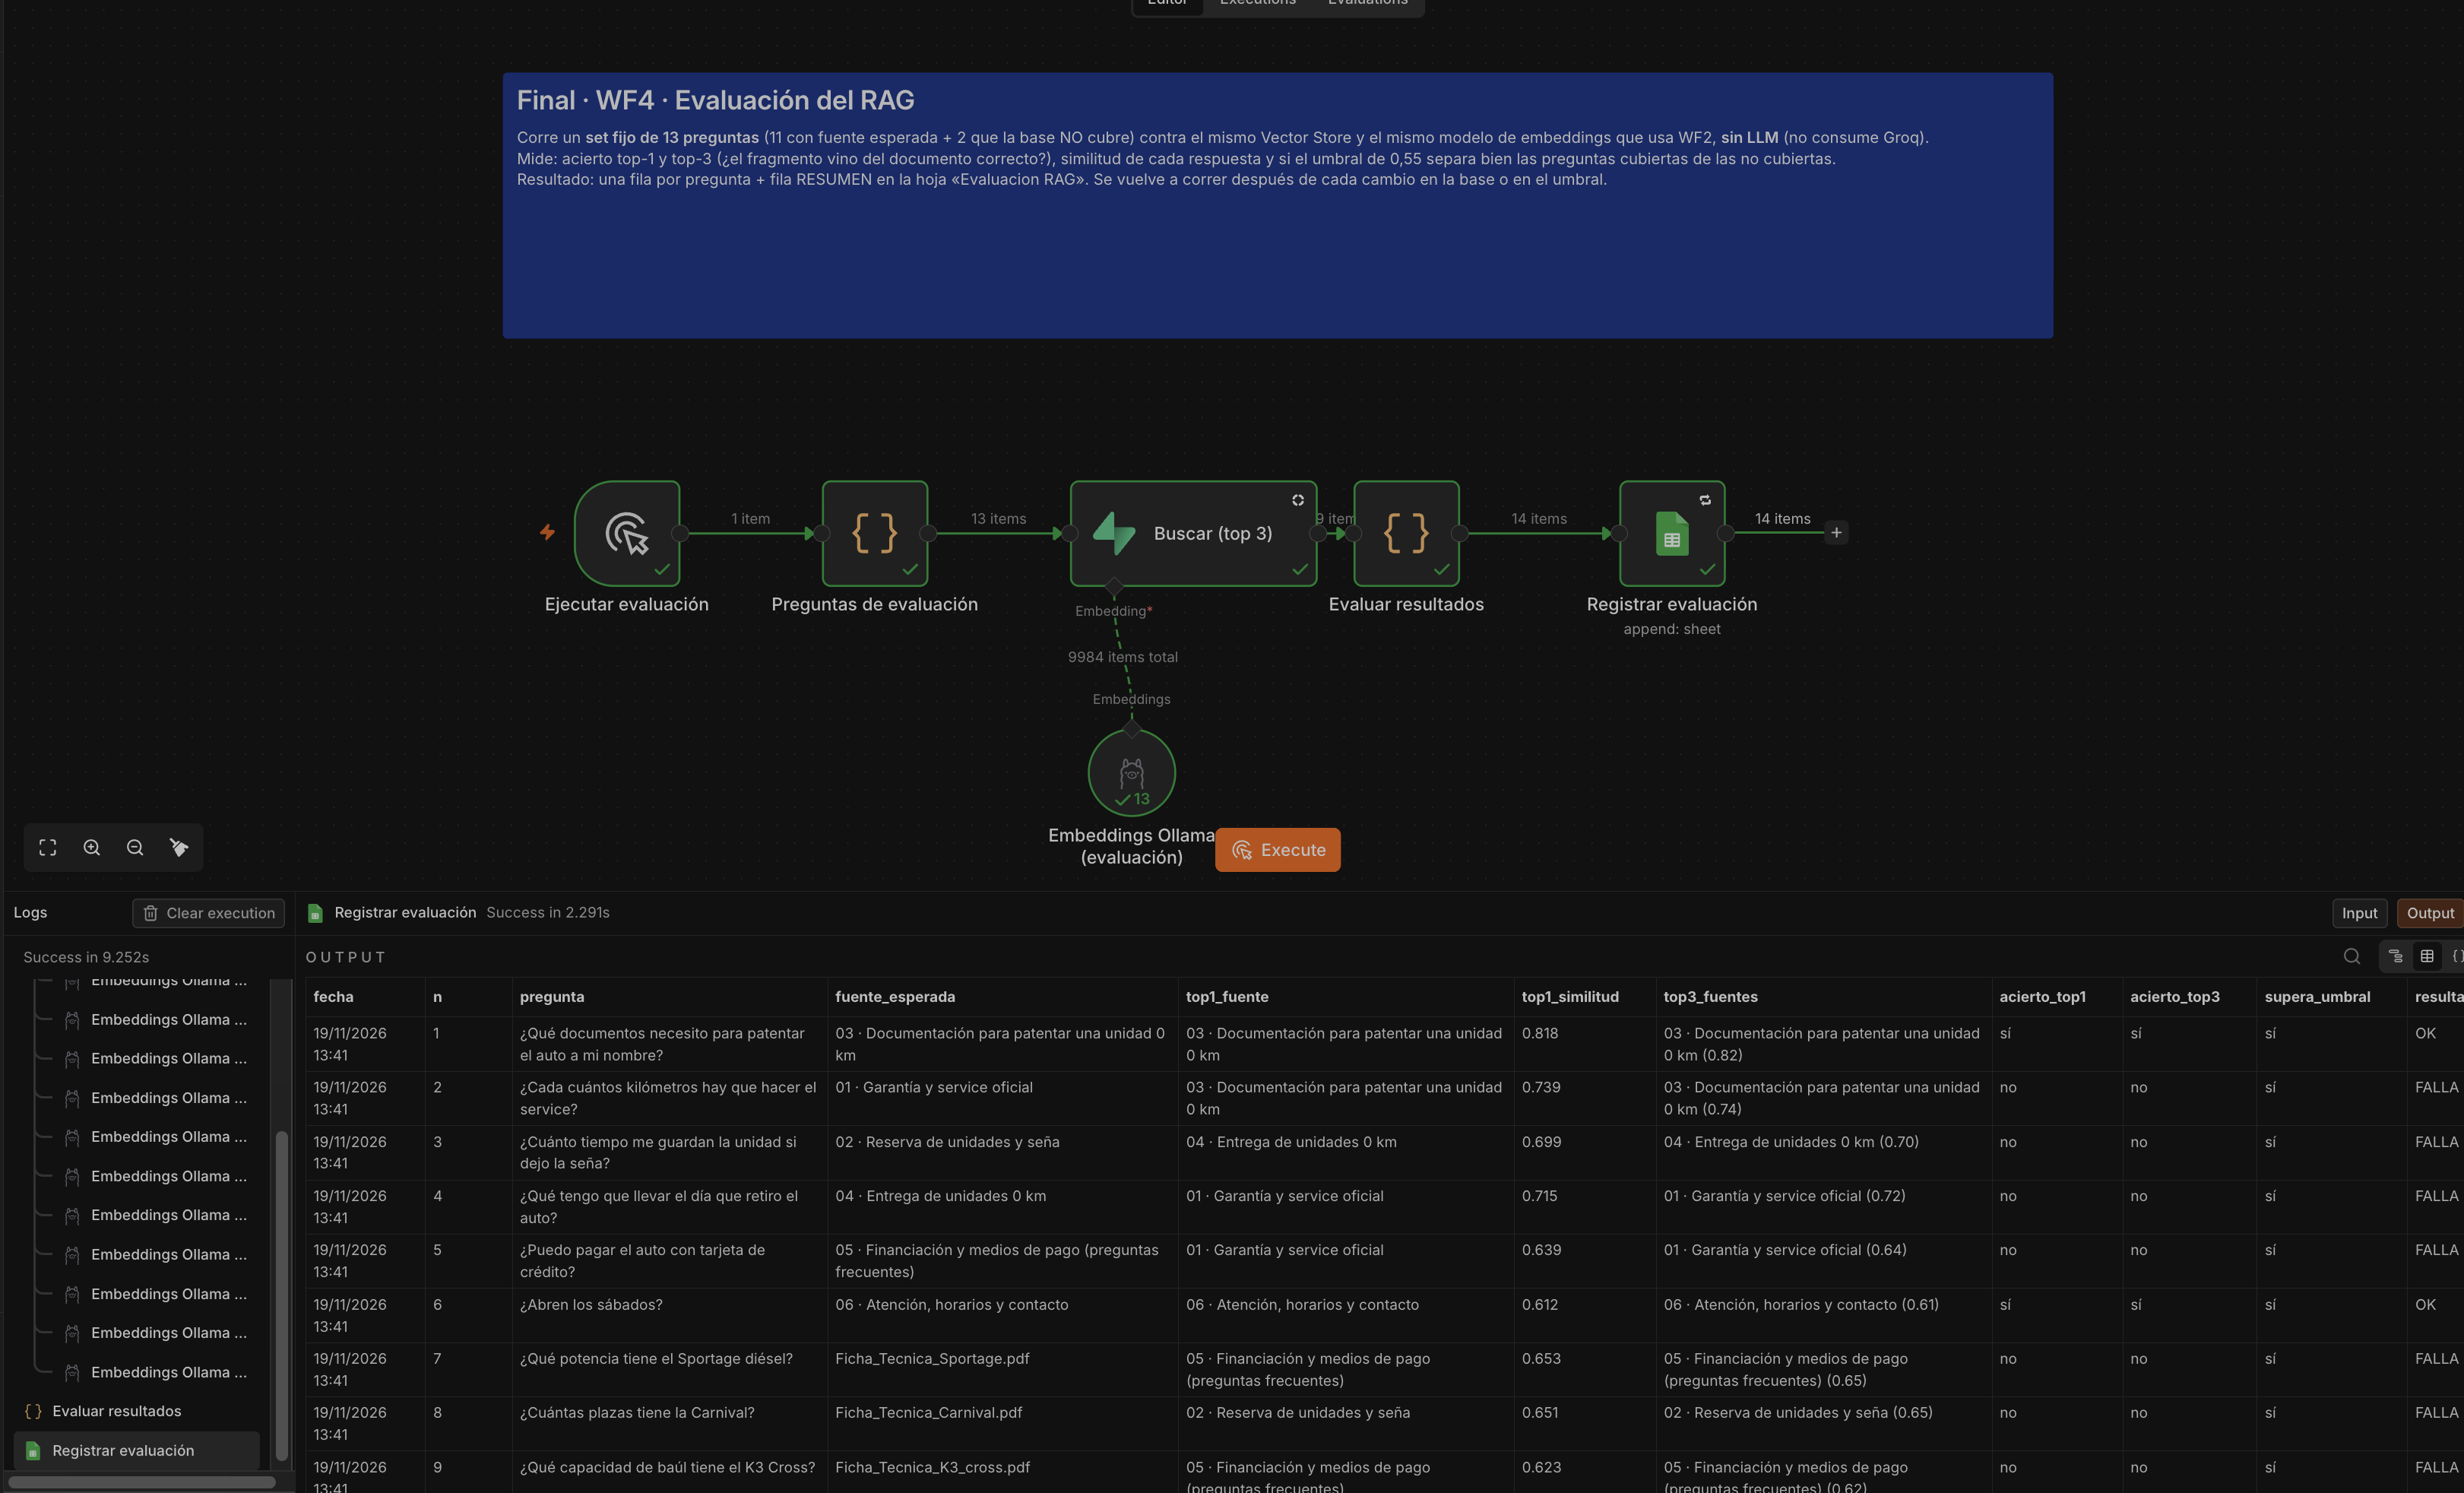 Editor
Executions
Evaluations
Final · WF4 · Evaluación del RAG
Corre un set fijo de 13 preguntas (11 con fuente esperada + 2 que la base NO cubre) contra el mismo Vector Store y el mismo modelo de embeddings que usa WF2, sin LLM (no consume Groq).
Mide: acierto top-1 y top-3 (¿el fragmento vino del documento correcto?), similitud de cada respuesta y si el umbral de 0,55 separa bien las preguntas cubiertas de las no cubiertas.
Resultado: una fila por pregunta + fila RESUMEN en la hoja «Evaluacion RAG». Se vuelve a correr después de cada cambio en la base o en el umbral.
1 item
13 items
9 item
14 items
14 items
Buscar (top 3)
Ejecutar evaluación
Preguntas de evaluación
Evaluar resultados
Registrar evaluación
append: sheet
Embedding*
9984 items total
Embeddings
13
Embeddings Ollama
(evaluación)
Execute
Logs
Clear execution
Registrar evaluación Success in 2.291s
Input
Output
Success in 9.252s
OUTPUT
Embeddings Ollama ...
Embeddings Ollama ...
Embeddings Ollama ...
Embeddings Ollama ...
Embeddings Ollama ...
Embeddings Ollama ...
Embeddings Ollama ...
Embeddings Ollama ...
Embeddings Ollama ...
Embeddings Ollama ...
Embeddings Ollama ...
Evaluar resultados
Registrar evaluación
fecha n pregunta fuente_esperada top1_fuente top1_similitud top3_fuentes acierto_top1 acierto_top3 supera_umbral resulta
19/11/2026 1 ¿Qué documentos necesito para patentar 03 · Documentación para patentar una unidad 0 03 · Documentación para patentar una unidad 0.818 03 · Documentación para patentar una unidad sí sí sí OK
13:41 el auto a mi nombre? km 0 km 0 km (0.82)
19/11/2026 2 ¿Cada cuántos kilómetros hay que hacer el 01 · Garantía y service oficial 03 · Documentación para patentar una unidad 0.739 03 · Documentación para patentar una unidad no no sí FALLA
13:41 service? 0 km 0 km (0.74)
19/11/2026 3 ¿Cuánto tiempo me guardan la unidad si 02 · Reserva de unidades y seña 04 · Entrega de unidades 0 km 0.699 04 · Entrega de unidades 0 km (0.70) no no sí FALLA
13:41 dejo la seña?
19/11/2026 4 ¿Qué tengo que llevar el día que retiro el 04 · Entrega de unidades 0 km 01 · Garantía y service oficial 0.715 01 · Garantía y service oficial (0.72) no no sí FALLA
13:41 auto?
19/11/2026 5 ¿Puedo pagar el auto con tarjeta de 05 · Financiación y medios de pago (preguntas 01 · Garantía y service oficial 0.639 01 · Garantía y service oficial (0.64) no no sí FALLA
13:41 crédito? frecuentes)
19/11/2026 6 ¿Abren los sábados? 06 · Atención, horarios y contacto 06 · Atención, horarios y contacto 0.612 06 · Atención, horarios y contacto (0.61) sí sí sí OK
13:41
19/11/2026 7 ¿Qué potencia tiene el Sportage diésel? Ficha_Tecnica_Sportage.pdf 05 · Financiación y medios de pago 0.653 05 · Financiación y medios de pago no no sí FALLA
13:41 (preguntas frecuentes) (preguntas frecuentes) (0.65)
19/11/2026 8 ¿Cuántas plazas tiene la Carnival? Ficha_Tecnica_Carnival.pdf 02 · Reserva de unidades y seña 0.651 02 · Reserva de unidades y seña (0.65) no no sí FALLA
13:41
19/11/2026 9 ¿Qué capacidad de baúl tiene el K3 Cross? Ficha_Tecnica_K3_cross.pdf 05 · Financiación y medios de pago 0.623 05 · Financiación y medios de pago no no sí FALLA
13:41 (preguntas frecuentes) (preguntas frecuentes) (0.62)